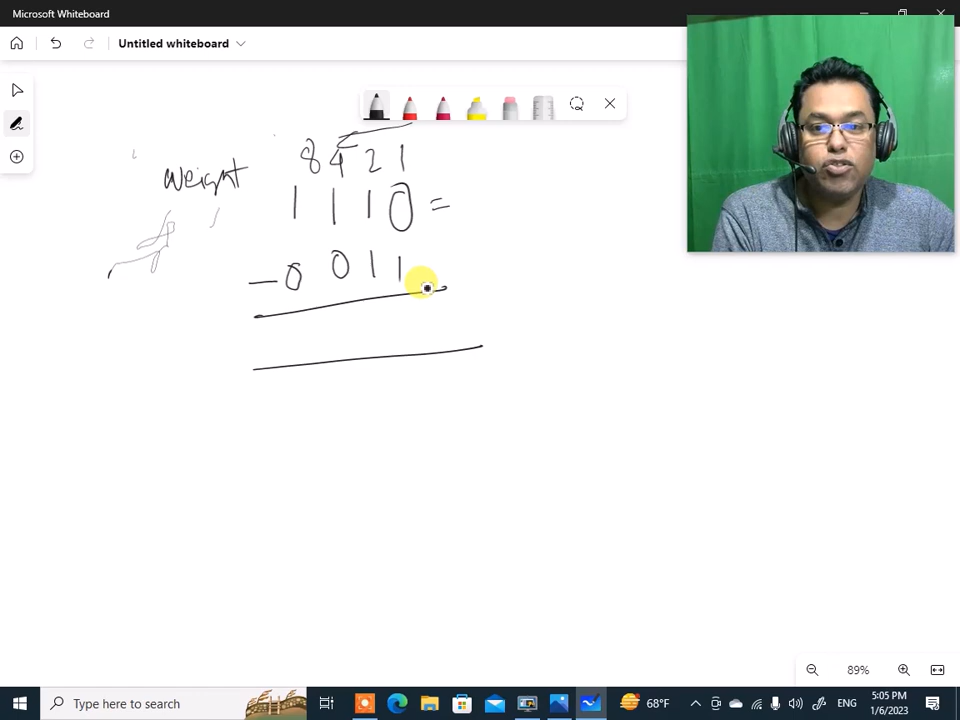 Microsoft Whiteboard
Untitled whiteboard
8 4 2 1
weight
1 1 1 0 =
- 0 0 1 1
89%
Type here to search
68°F
ENG
5:05 PM
1/6/2023